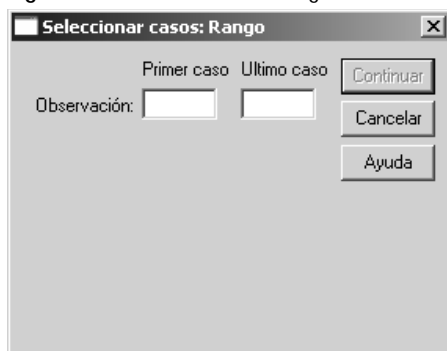 Seleccionar casos: Rango
Primer caso Ultimo caso Continuar
Observación:
Cancelar
Ayuda